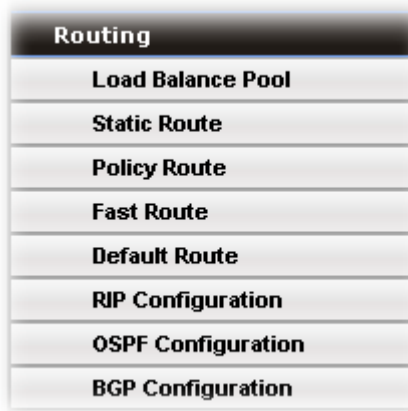 Routing
Load Balance Pool
Static Route
Policy Route
Fast Route
Default Route
RIP Configuration
OSPF Configuration
BGP Configuration